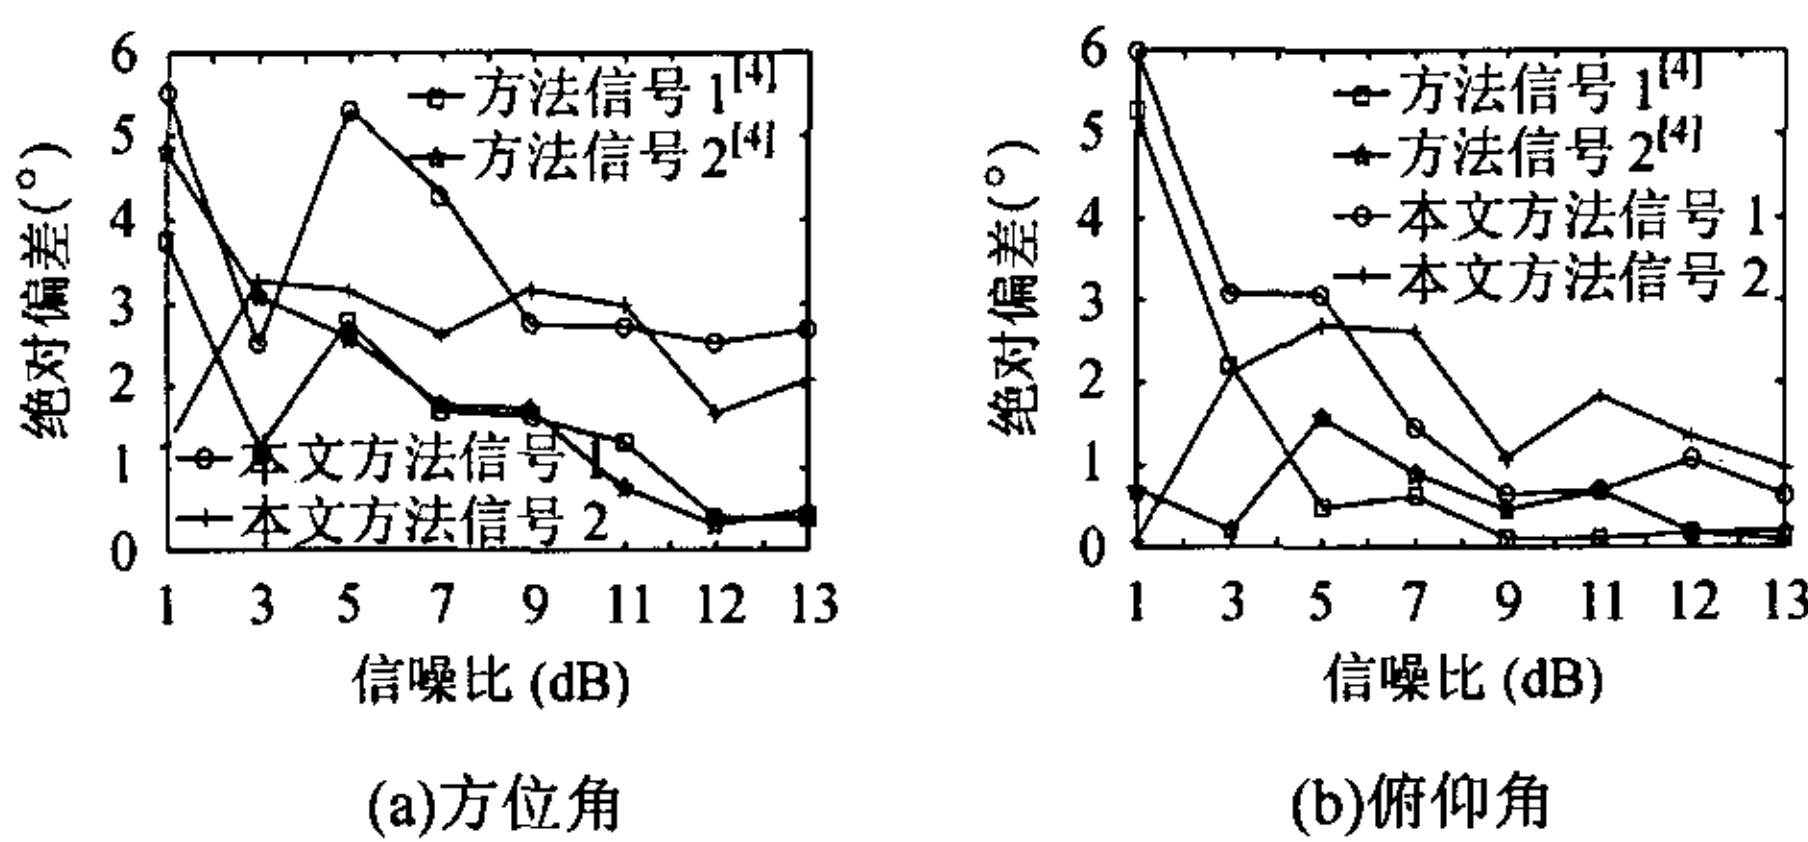 6
5
4
3
2
1
0
绝对偏差(°)
方法信号 1[4]
方法信号 2[4]
本文方法信号 1
本文方法信号 2
1 3 5 7 9 11 12 13
信噪比 (dB)
(a)方位角
6
5
4
3
2
1
0
绝对偏差(°)
方法信号 1[4]
方法信号 2[4]
本文方法信号 1
本文方法信号 2
1 3 5 7 9 11 12 13
信噪比 (dB)
(b)俯仰角